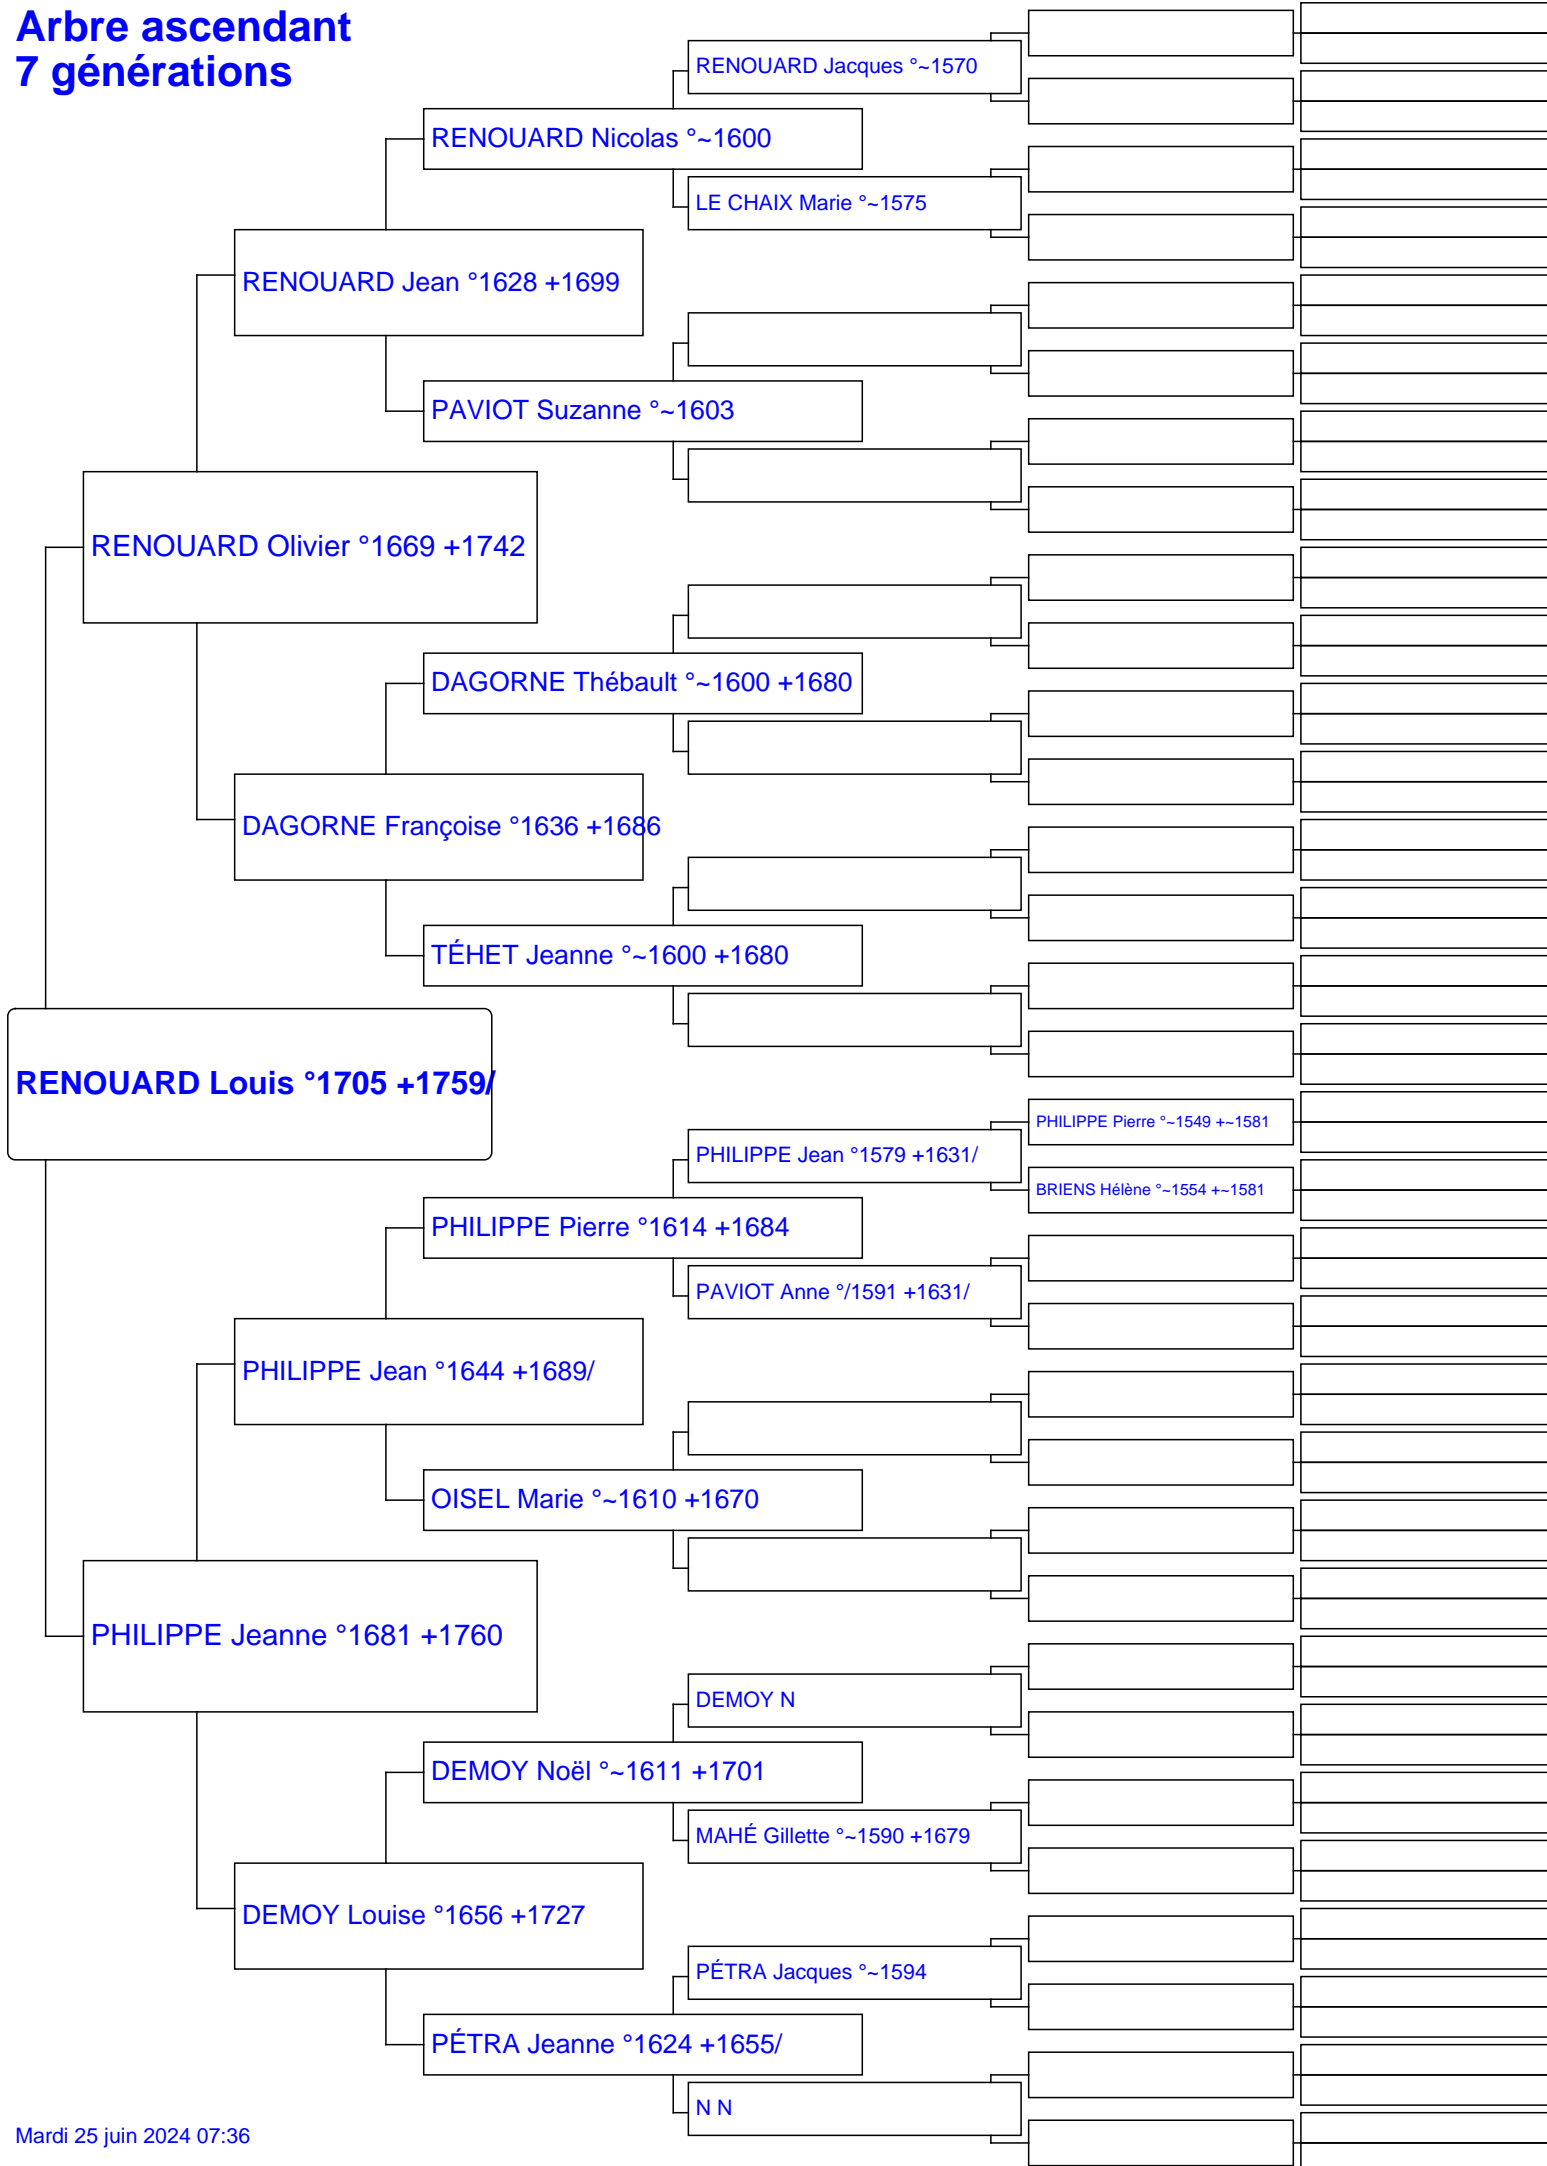 Arbre ascendant
7 générations
RENOUARD Jacques °~1570
RENOUARD Nicolas °~1600
LE CHAIX Marie °~1575
RENOUARD Jean °1628 +1699
PAVIOT Suzanne °~1603
RENOUARD Olivier °1669 +1742
DAGORNE Thébault °~1600 +1680
DAGORNE Françoise °1636 +1686
TÉHET Jeanne °~1600 +1680
RENOUARD Louis °1705 +1759/
PHILIPPE Pierre °~1549 +~1581
PHILIPPE Jean °1579 +1631/
BRIENS Hélène °~1554 +~1581
PHILIPPE Pierre °1614 +1684
PAVIOT Anne °/1591 +1631/
PHILIPPE Jean °1644 +1689/
OISEL Marie °~1610 +1670
PHILIPPE Jeanne °1681 +1760
DEMOY N
DEMOY Noël °~1611 +1701
MAHÉ Gillette °~1590 +1679
DEMOY Louise °1656 +1727
PÉTRA Jacques °~1594
PÉTRA Jeanne °1624 +1655/
N N
Mardi 25 juin 2024 07:36